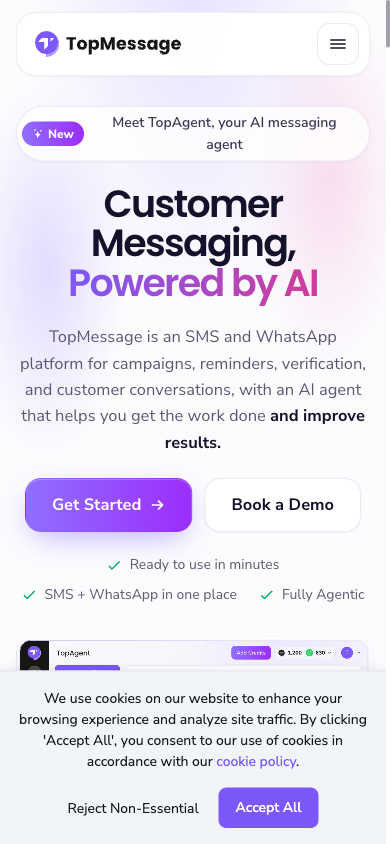 TopMessage
New
Meet TopAgent, your AI messaging
agent
Customer
Messaging,
Powered by AI
TopMessage is an SMS and WhatsApp
platform for campaigns, reminders, verification,
and customer conversations, with an AI agent
that helps you get the work done and improve
results.
Get Started →
Book a Demo
Ready to use in minutes
SMS + WhatsApp in one place
Fully Agentic
TopAgent
Add Credits
1,200
630
We use cookies on our website to enhance your
browsing experience and analyze site traffic. By clicking
'Accept All', you consent to our use of cookies in
accordance with our cookie policy.
Reject Non-Essential
Accept All